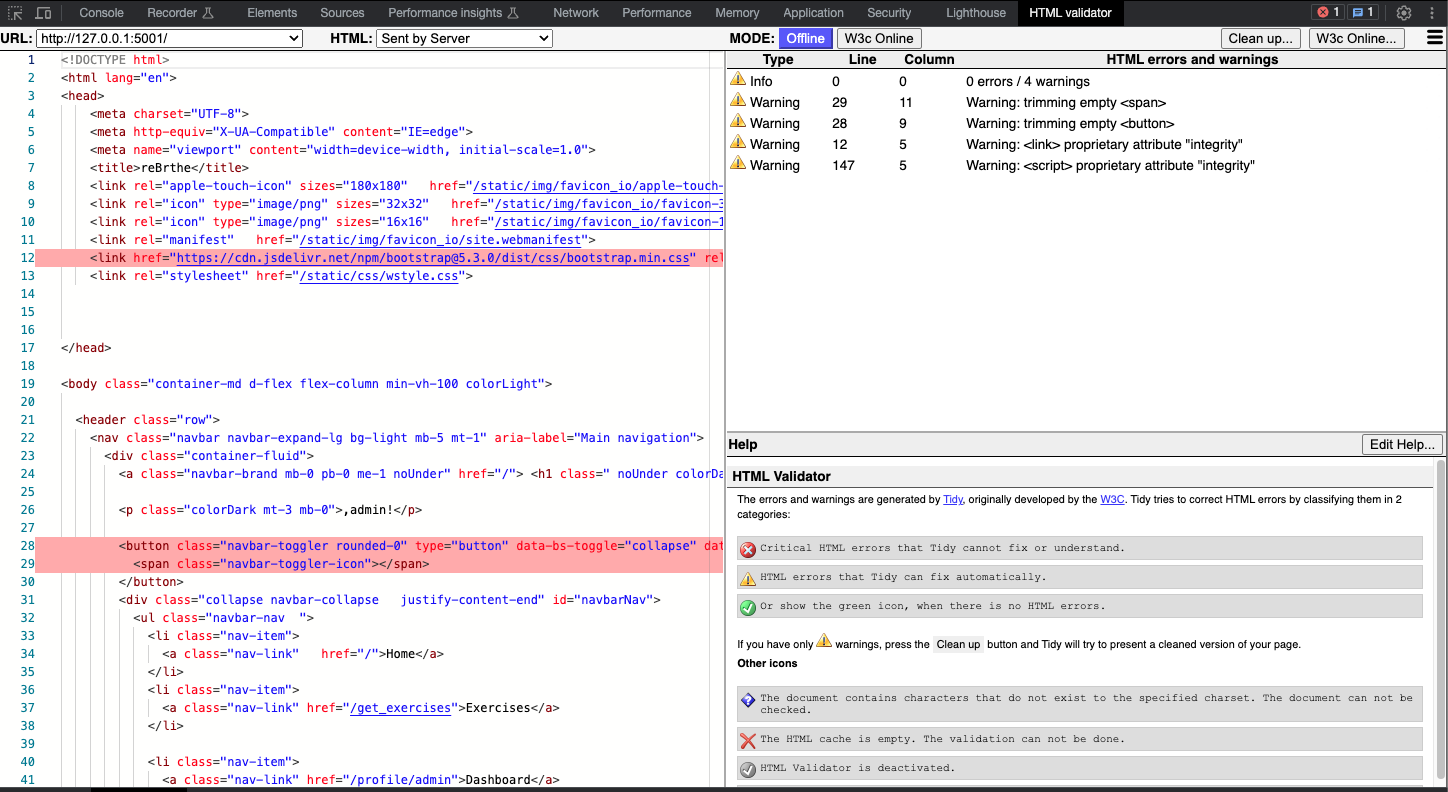 Console Recorder Elements Sources Performance insights Network Performance Memory Application Security Lighthouse HTML validator 1 1
URL: http://127.0.0.1:5001/ HTML: Sent by Server MODE: Offline W3c Online Clean up... W3c Online...
1 <!DOCTYPE html>
2 <html lang="en">
3 <head>
4 <meta charset="UTF-8">
5 <meta http-equiv="X-UA-Compatible" content="IE=edge">
6 <meta name="viewport" content="width=device-width, initial-scale=1.0">
7 <title>reBrthe</title>
8 <link rel="apple-touch-icon" sizes="180x180" href="/static/img/favicon_io/apple-touch-
9 <link rel="icon" type="image/png" sizes="32x32" href="/static/img/favicon_io/favicon-3
10 <link rel="icon" type="image/png" sizes="16x16" href="/static/img/favicon_io/favicon-1
11 <link rel="manifest" href="/static/img/favicon_io/site.webmanifest">
12 <link href="https://cdn.jsdelivr.net/npm/bootstrap@5.3.0/dist/css/bootstrap.min.css" rel
13 <link rel="stylesheet" href="/static/css/wstyle.css">
14
15
16
17 </head>
18
19 <body class="container-md d-flex flex-column min-vh-100 colorLight">
20
21 <header class="row">
22 <nav class="navbar navbar-expand-lg bg-light mb-5 mt-1" aria-label="Main navigation">
23 <div class="container-fluid">
24 <a class="navbar-brand mb-0 pb-0 me-1 noUnder" href="/"> <h1 class=" noUnder colorDa
25
26 <p class="colorDark mt-3 mb-0">,admin!</p>
27
28 <button class="navbar-toggler rounded-0" type="button" data-bs-toggle="collapse" dat
29 <span class="navbar-toggler-icon"></span>
30 </button>
31 <div class="collapse navbar-collapse justify-content-end" id="navbarNav">
32 <ul class="navbar-nav ">
33 <li class="nav-item">
34 <a class="nav-link" href="/">Home</a>
35 </li>
36 <li class="nav-item">
37 <a class="nav-link" href="/get_exercises">Exercises</a>
38 </li>
39
40 <li class="nav-item">
41 <a class="nav-link" href="/profile/admin">Dashboard</a>
Type Line Column HTML errors and warnings
Info 0 0 0 errors / 4 warnings
Warning 29 11 Warning: trimming empty <span>
Warning 28 9 Warning: trimming empty <button>
Warning 12 5 Warning: <link> proprietary attribute "integrity"
Warning 147 5 Warning: <script> proprietary attribute "integrity"
Help Edit Help...
HTML Validator
The errors and warnings are generated by Tidy, originally developed by the W3C. Tidy tries to correct HTML errors by classifying them in 2
categories:
Critical HTML errors that Tidy cannot fix or understand.
HTML errors that Tidy can fix automatically.
Or show the green icon, when there is no HTML errors.
If you have only warnings, press the Clean up button and Tidy will try to present a cleaned version of your page.
Other icons
The document contains characters that do not exist to the specified charset. The document can not be
checked.
The HTML cache is empty. The validation can not be done.
HTML Validator is deactivated.